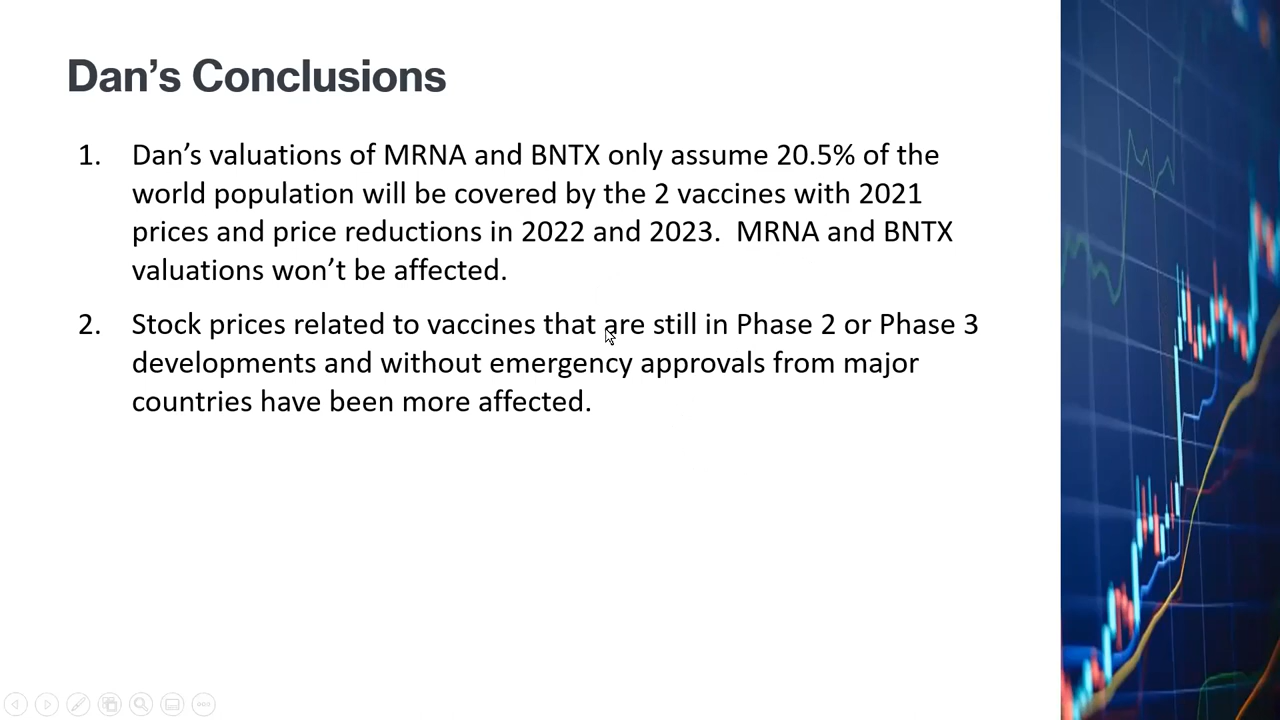 Dan’s Conclusions
1. Dan’s valuations of MRNA and BNTX only assume 20.5% of the
world population will be covered by the 2 vaccines with 2021
prices and price reductions in 2022 and 2023.  MRNA and BNTX
valuations won’t be affected.
2. Stock prices related to vaccines that are still in Phase 2 or Phase 3
developments and without emergency approvals from major
countries have been more affected.